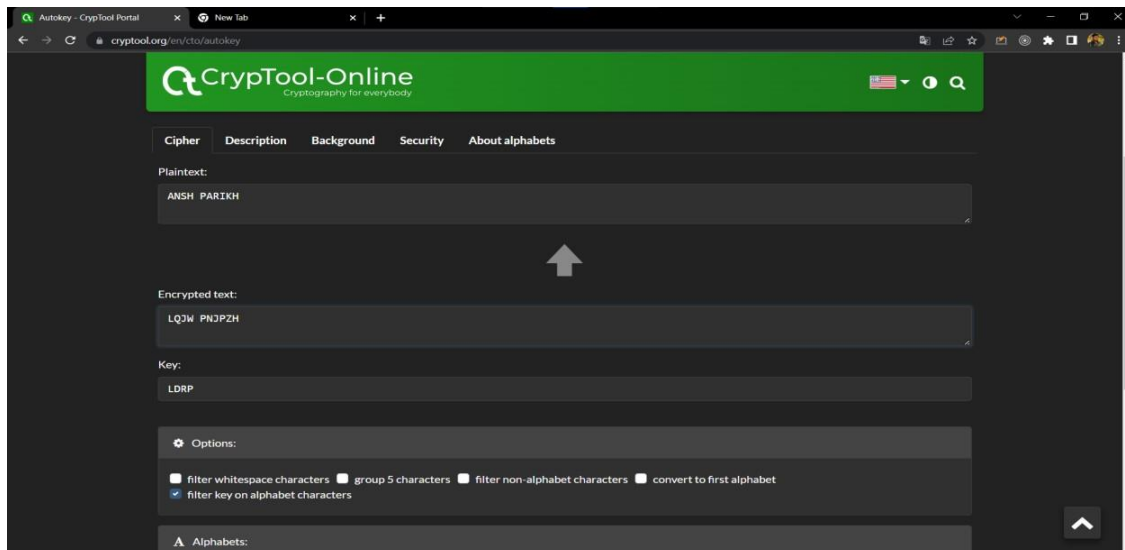 Autokey - CrypTool Portal
New Tab
cryptool.org/en/cto/autokey
CrypTool-Online
Cryptography for everybody
Cipher Description Background Security About alphabets
Plaintext:
ANSH PARIKH
Encrypted text:
LQJW PNJPZH
Key:
LDRP
Options:
filter whitespace characters group 5 characters filter non-alphabet characters convert to first alphabet
filter key on alphabet characters
A Alphabets: